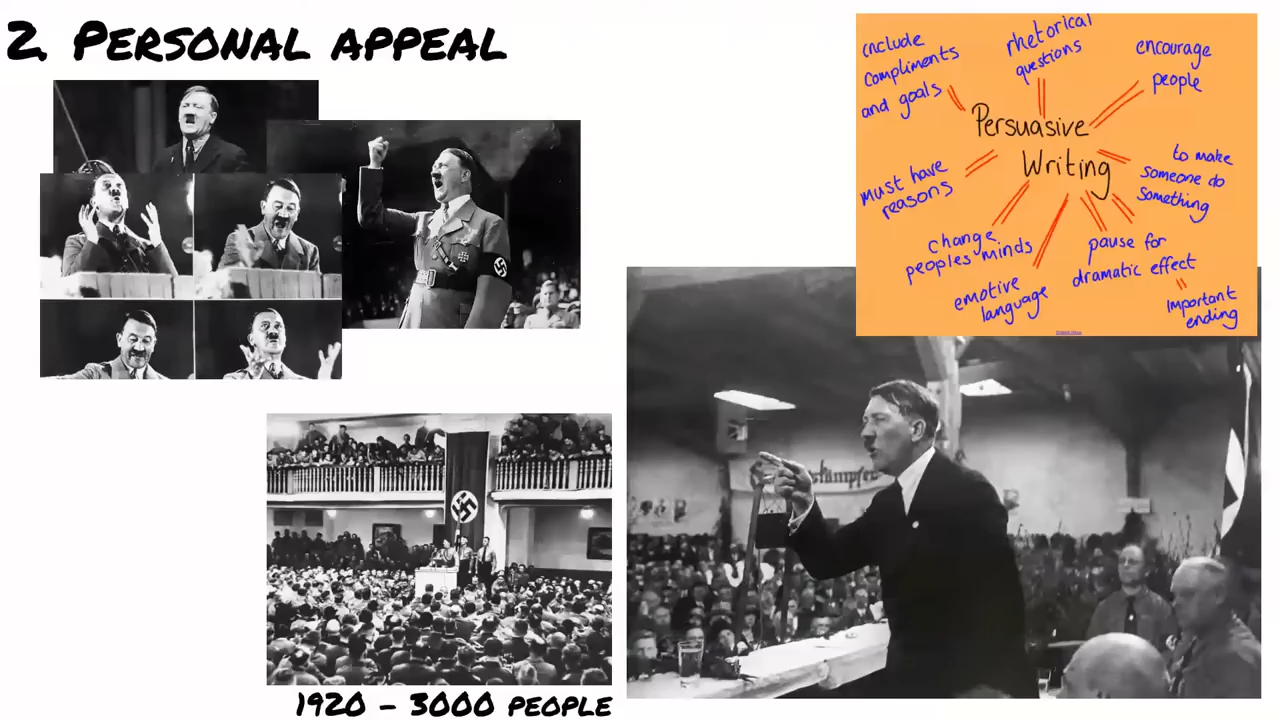 2. Personal appeal
include
compliments
and goals
rhetorical
questions
encourage
people
Persuasive
Writing
to make
someone do
something
must have
reasons
change
peoples minds
emotive
language
pause for
dramatic effect
important
ending
1920 - 3000 people